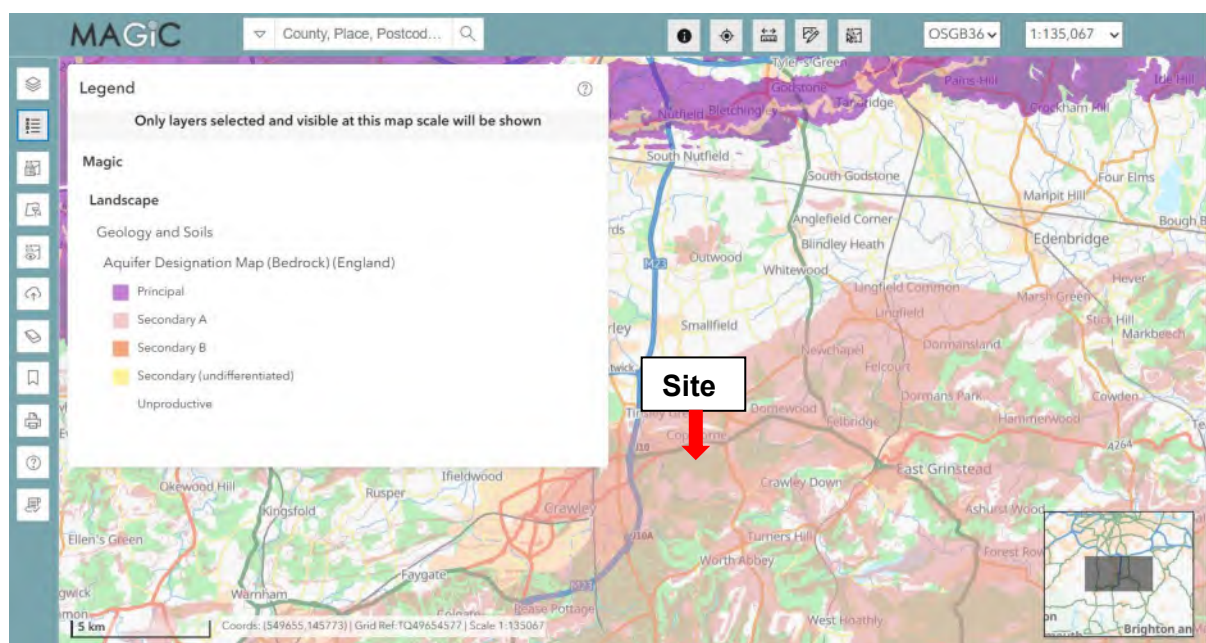 MAGiC
County, Place, Postcod...
OSGB36
1:135,067
Legend
Only layers selected and visible at this map scale will be shown
Magic
Landscape
Geology and Soils
Aquifer Designation Map (Bedrock) (England)
Principal
Secondary A
Secondary B
Secondary (undifferentiated)
Unproductive
Tyler's Green
Godstone
Pains Hill
Ide Hill
Nutfield
Bletchingley
Tandridge
Crockham Hill
South Nutfield
South Godstone
Four Elms
Marlpit Hill
Anglefield Corner
Bough B
Edenbridge
Blindley Heath
Outwood
M23
Whitewood
Hever
Lingfield Common
Marsh Green
Lingfield
Stick Hill
Smallfield
Markbeech
Newchapel
Dormansland
Felcourt
Site
Dormans Park
Cowden
Tinsley Green
Domewood
Felbridge
Hammerwood
J10
Copthorne
A264
East Grinstead
Okewood Hill
Rusper
Ifieldwood
Crawley Down
Kingsfold
Crawley
Ashurst Wood
Ellen's Green
J10A
Turners Hill
Forest Row
Worth Abbey
Faygate
Warnham
Pease Pottage
West Hoathly
5 km
Coords: (549655,145773) | Grid Ref: TQ49654577 | Scale 1:135067
Brighton an